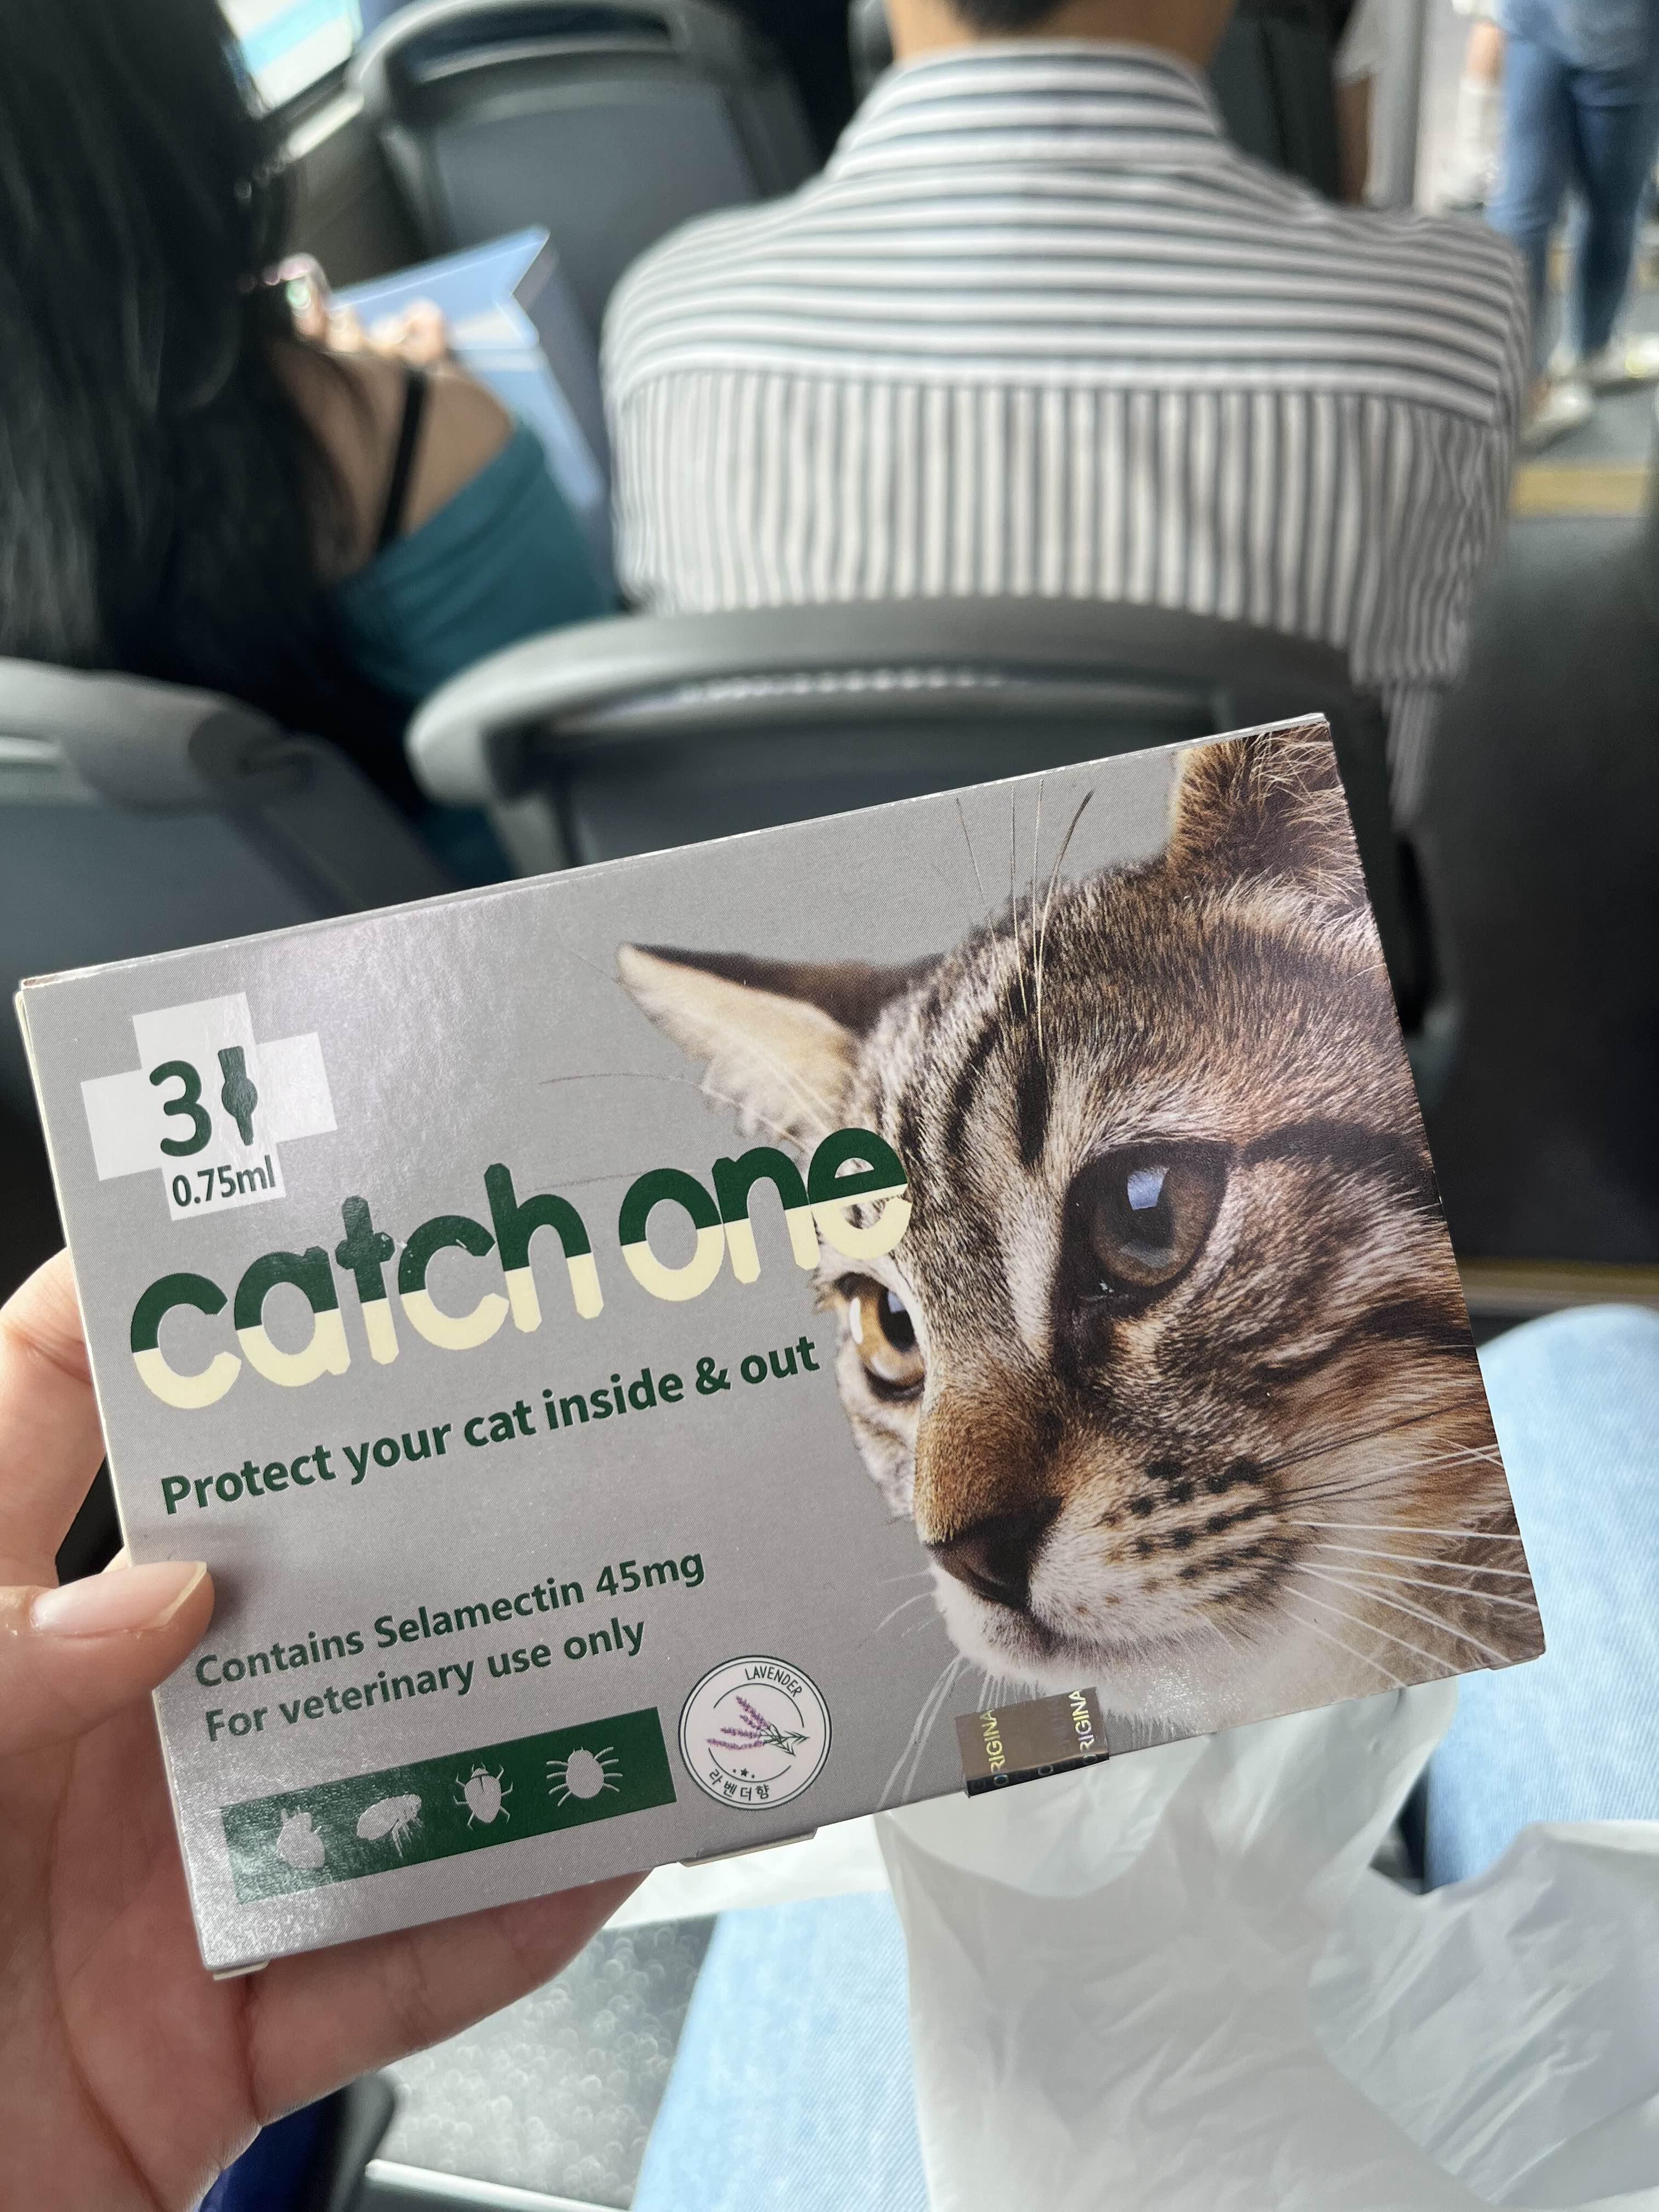 3
0.75ml
catch one
Protect your cat inside & out
Contains Selamectin 45mg
For veterinary use only
LAVENDER
라벤더향